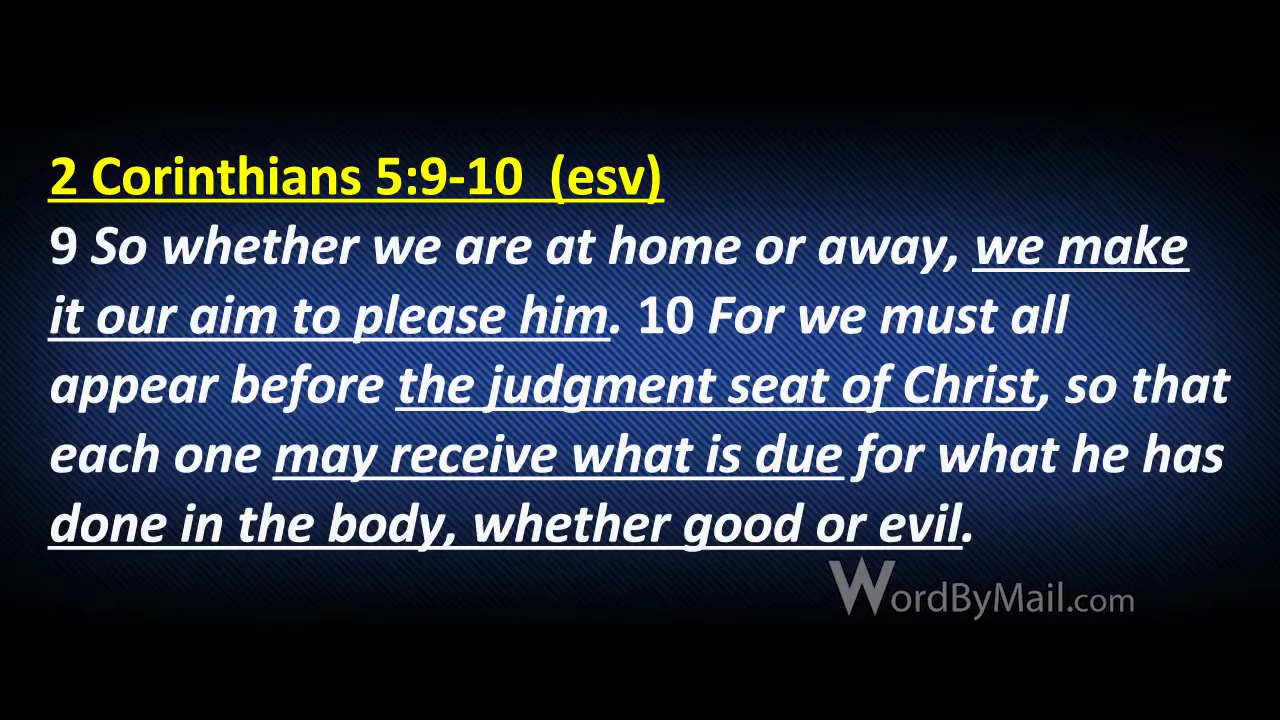 2 Corinthians 5:9-10 (esv)
9 So whether we are at home or away, we make
it our aim to please him. 10 For we must all
appear before the judgment seat of Christ, so that
each one may receive what is due for what he has
done in the body, whether good or evil.
WordByMail.com